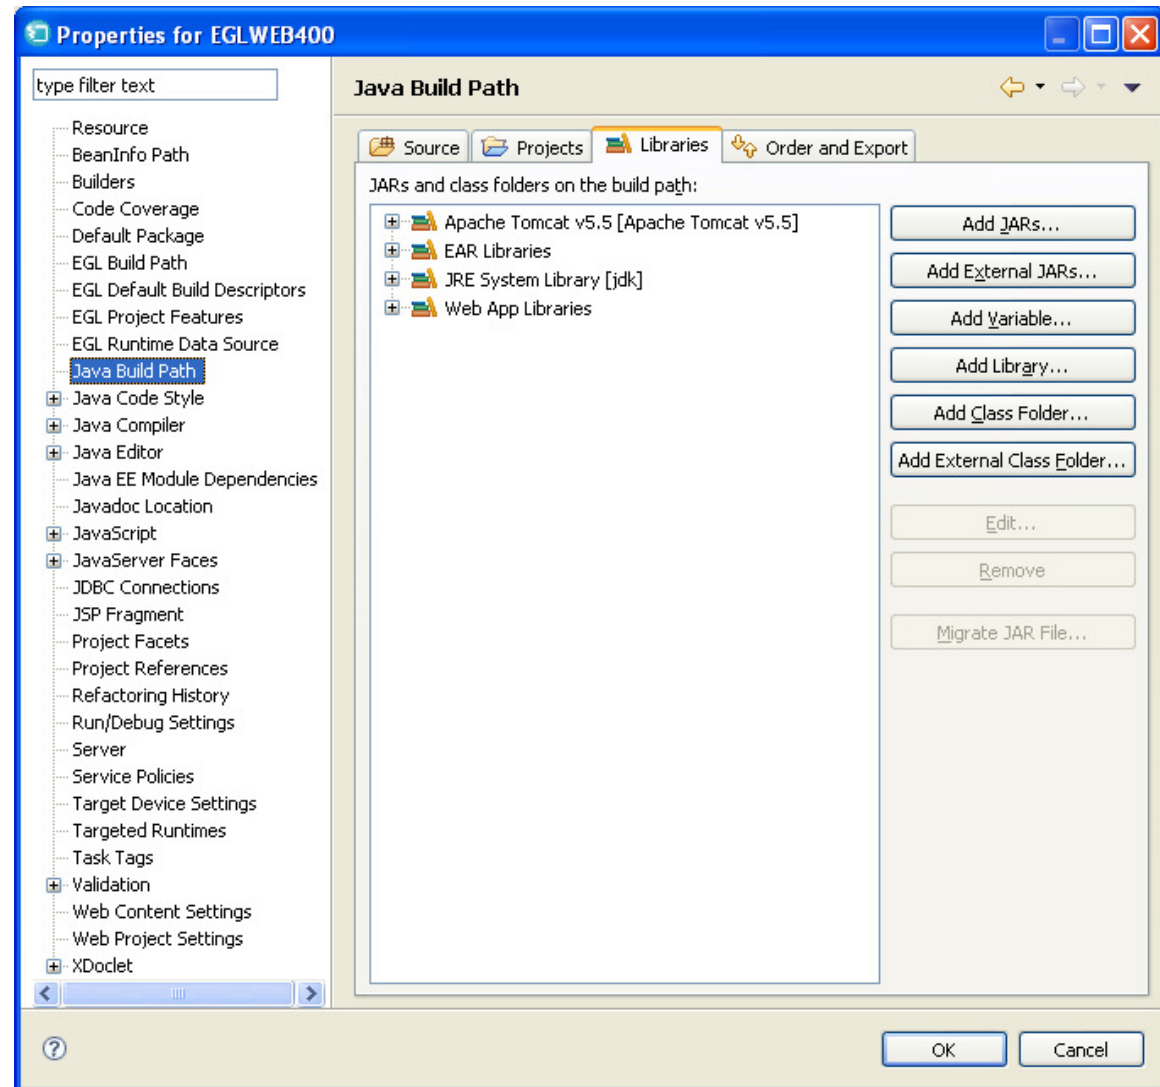 Properties for EGLWEB400
type filter text
Resource
BeanInfo Path
Builders
Code Coverage
Default Package
EGL Build Path
EGL Default Build Descriptors
EGL Project Features
EGL Runtime Data Source
Java Build Path
Java Code Style
Java Compiler
Java Editor
Java EE Module Dependencies
Javadoc Location
JavaScript
JavaServer Faces
JDBC Connections
JSP Fragment
Project Facets
Project References
Refactoring History
Run/Debug Settings
Server
Service Policies
Target Device Settings
Targeted Runtimes
Task Tags
Validation
Web Content Settings
Web Project Settings
XDoclet
Java Build Path
Source Projects Libraries Order and Export
JARs and class folders on the build path:
Apache Tomcat v5.5 [Apache Tomcat v5.5]
EAR Libraries
JRE System Library [jdk]
Web App Libraries
Add JARs...
Add External JARs...
Add Variable...
Add Library...
Add Class Folder...
Add External Class Folder...
Edit...
Remove
Migrate JAR File...
?
OK Cancel